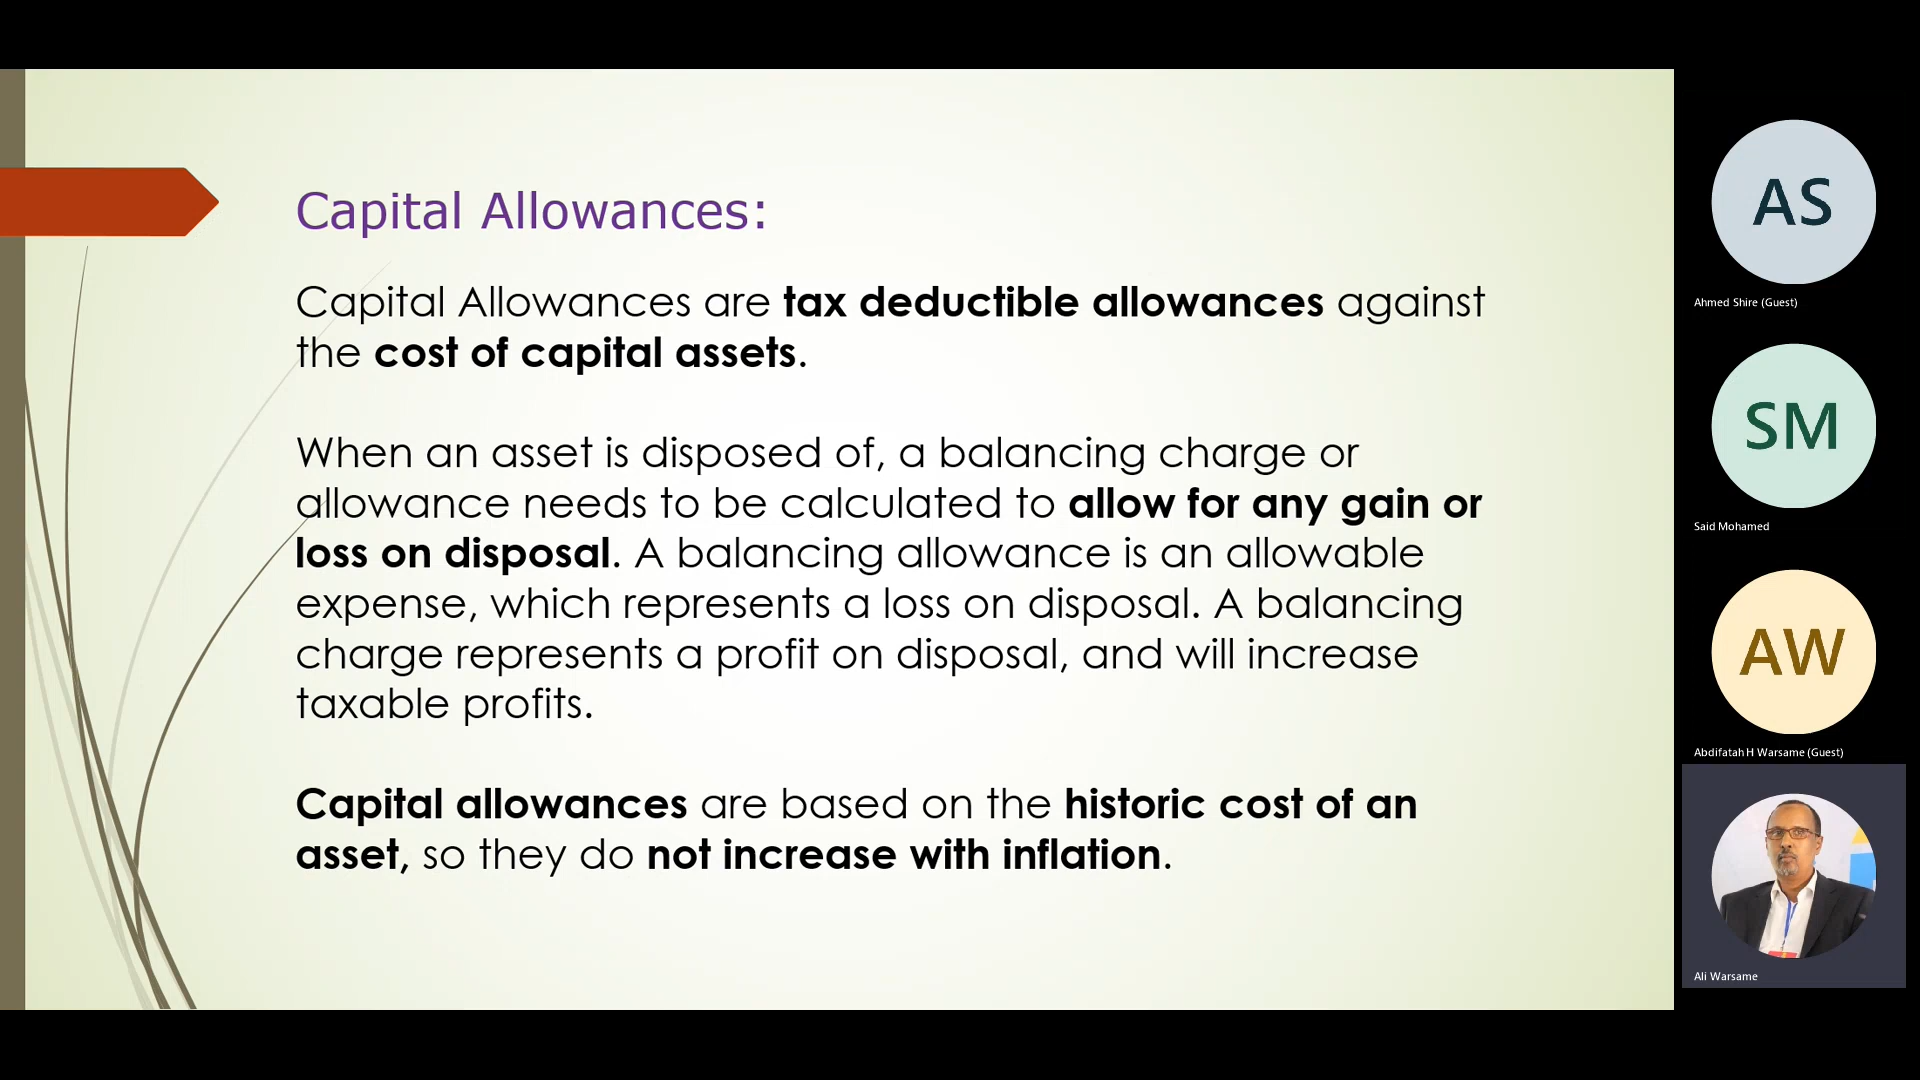 Capital Allowances:
Capital Allowances are tax deductible allowances against
the cost of capital assets.
When an asset is disposed of, a balancing charge or
allowance needs to be calculated to allow for any gain or
loss on disposal. A balancing allowance is an allowable
expense, which represents a loss on disposal. A balancing
charge represents a profit on disposal, and will increase
taxable profits.
Capital allowances are based on the historic cost of an
asset, so they do not increase with inflation.
AS
Ahmed Shire (Guest)
SM
Said Mohamed
AW
Abdifatah H Warsame (Guest)
Ali Warsame